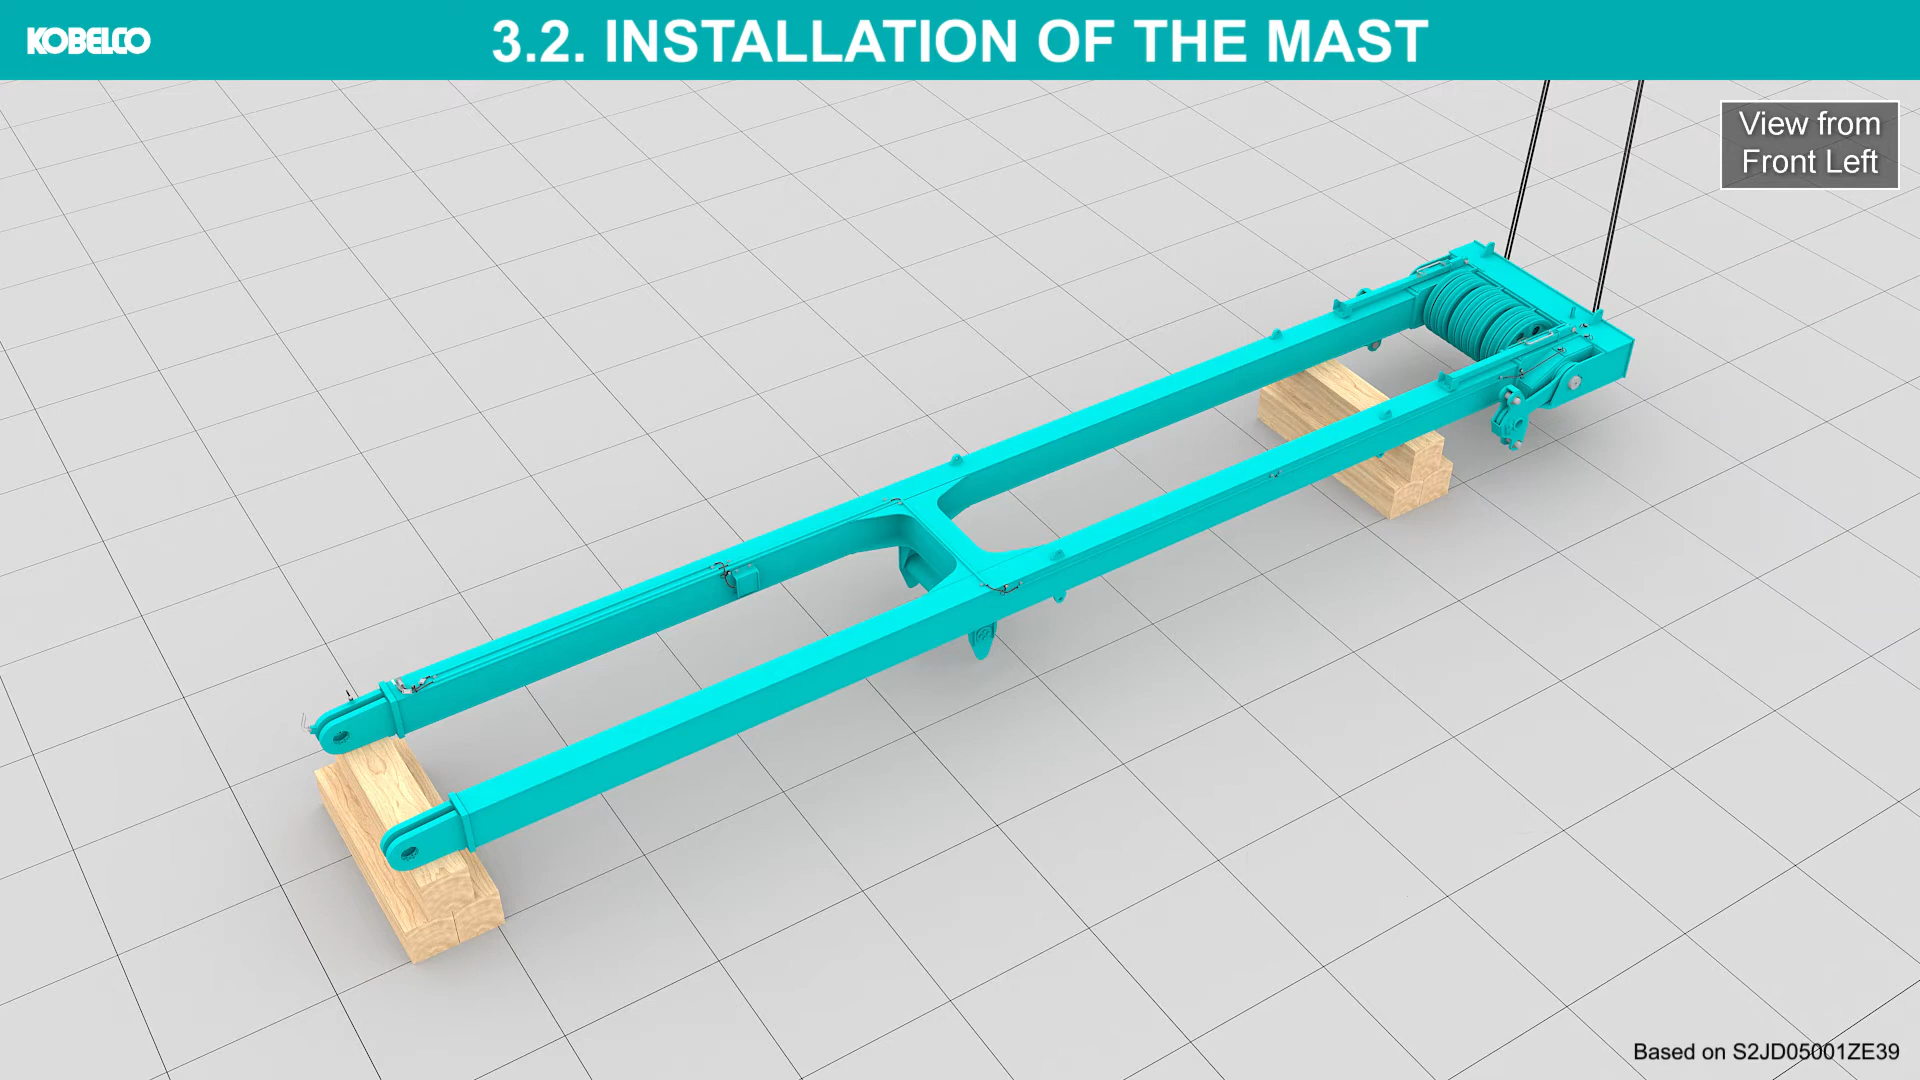 KOBELCO
3.2. INSTALLATION OF THE MAST
View from
Front Left
Based on S2JD05001ZE39